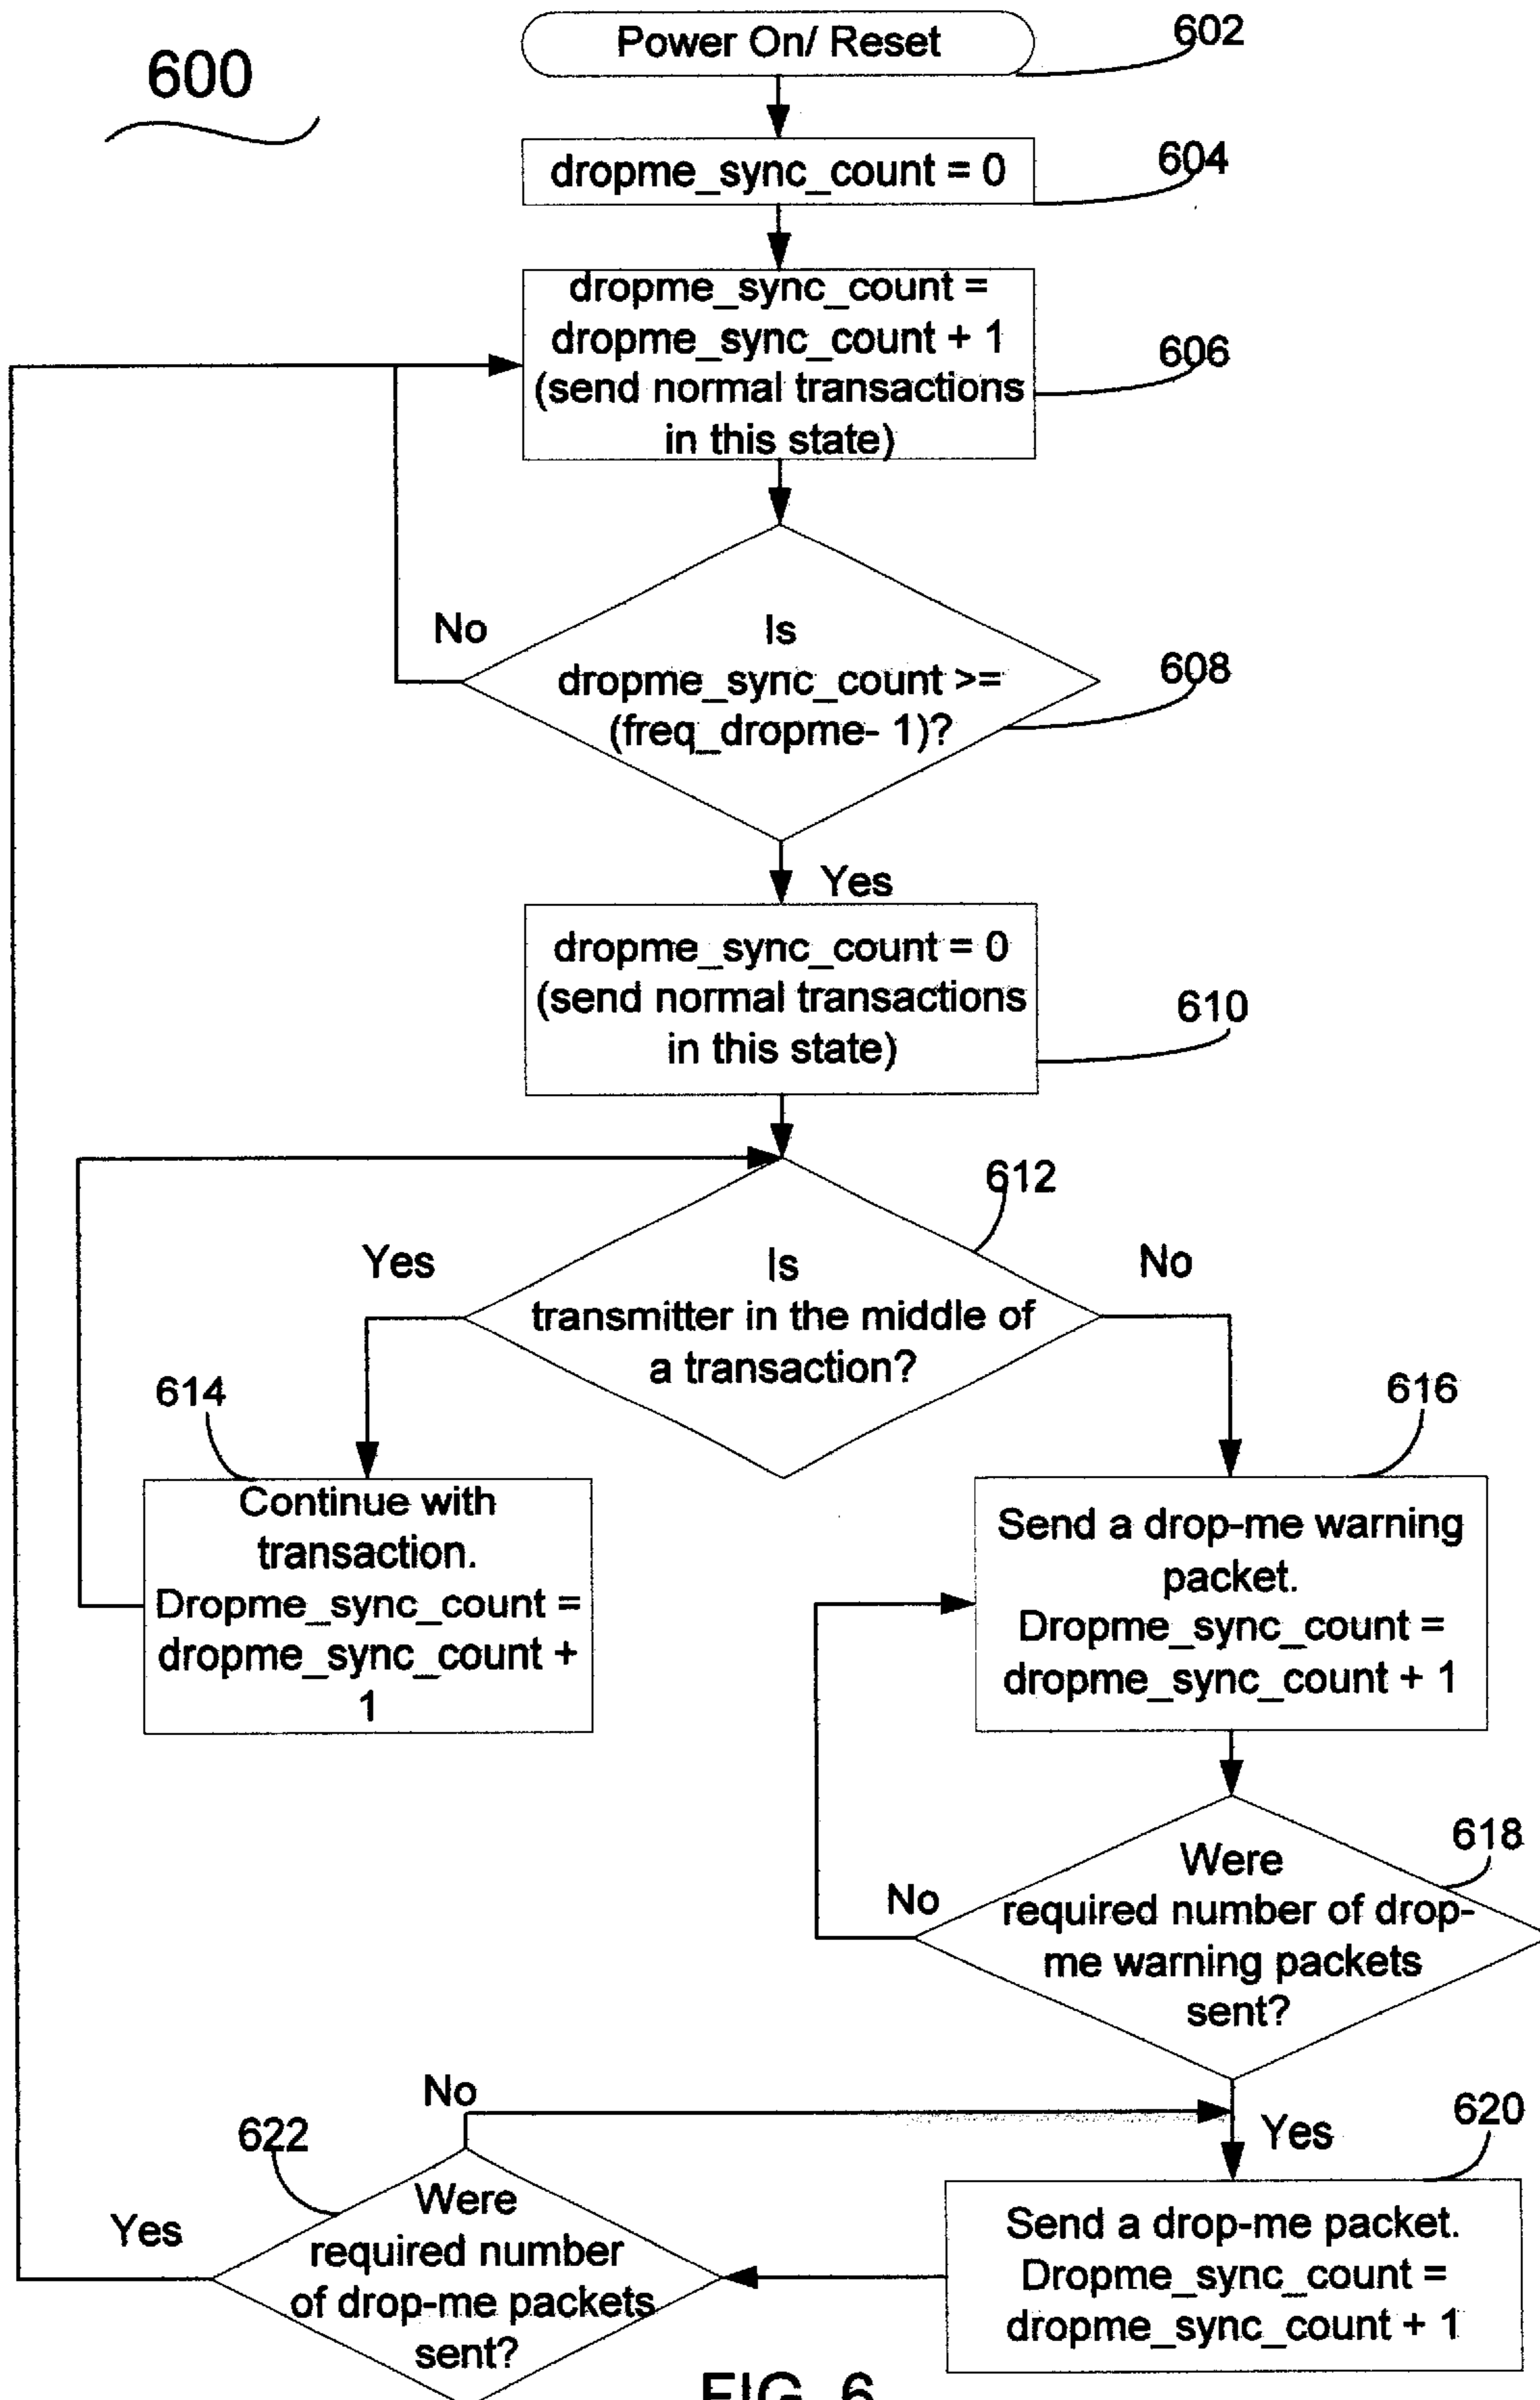 600
Power On/ Reset
602
dropme_sync_count = 0
604
dropme_sync_count =
dropme_sync_count + 1
(send normal transactions
in this state)
606
No
Is
dropme_sync_count >=
(freq_dropme- 1)?
608
Yes
dropme_sync_count = 0
(send normal transactions
in this state)
610
612
Yes
Is
transmitter in the middle of
a transaction?
No
614
Continue with
transaction.
Dropme_sync_count =
dropme_sync_count +
1
616
Send a drop-me warning
packet.
Dropme_sync_count =
dropme_sync_count + 1
618
No
Were
required number of drop-
me warning packets
sent?
No
Yes
620
622
Yes
Were
required number
of drop-me packets
sent?
Send a drop-me packet.
Dropme_sync_count =
dropme_sync_count + 1
FIG. 6